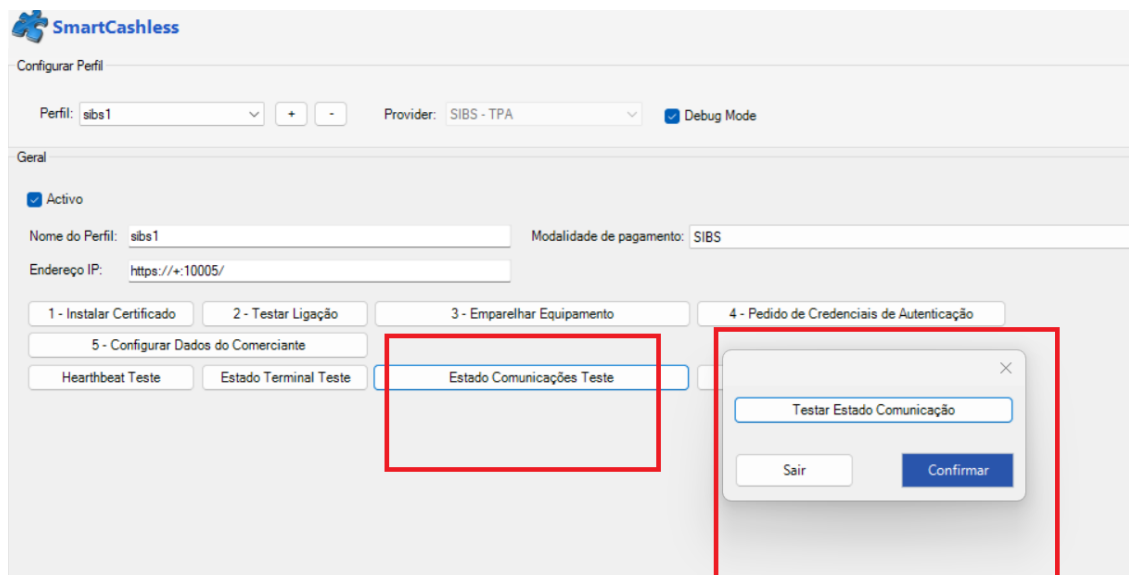 SmartCashless
Configurar Perfil
Perfil: sibs1 + - Provider: SIBS - TPA Debug Mode
Geral
Activo
Nome do Perfil: sibs1 Modalidade de pagamento: SIBS
Endereço IP: https://+:10005/
1 - Instalar Certificado 2 - Testar Ligação 3 - Emparelhar Equipamento 4 - Pedido de Credenciais de Autenticação
5 - Configurar Dados do Comerciante
Hearthbeat Teste Estado Terminal Teste Estado Comunicações Teste
Testar Estado Comunicação
Sair Confirmar